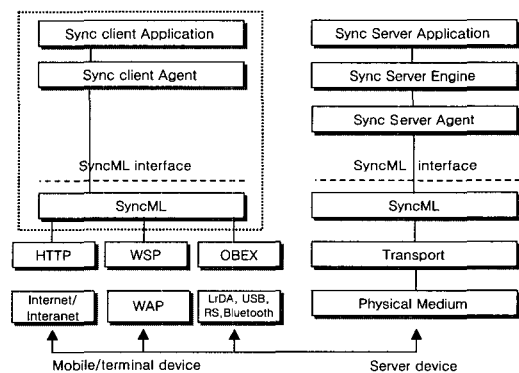 Sync client Application
Sync Server Application
Sync client Agent
Sync Server Engine
Sync Server Agent
SyncML interface
SyncML interface
SyncML
SyncML
HTTP
WSP
OBEX
Transport
Internet/
Interanet
WAP
LrDA, USB,
RS,Bluetooth
Physical Medium
Mobile/terminal device
Server device